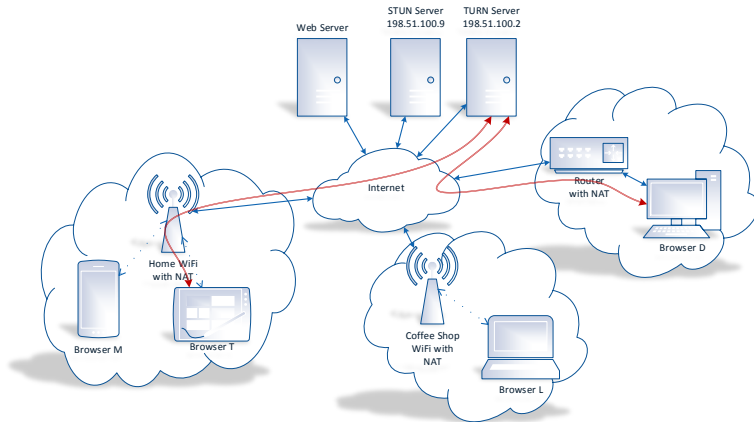 Web Server
STUN Server
198.51.100.9
TURN Server
198.51.100.2
Internet
Router
with NAT
Browser D
Home WiFi
with NAT
Browser M
Browser T
Coffee Shop
WiFi with
NAT
Browser L